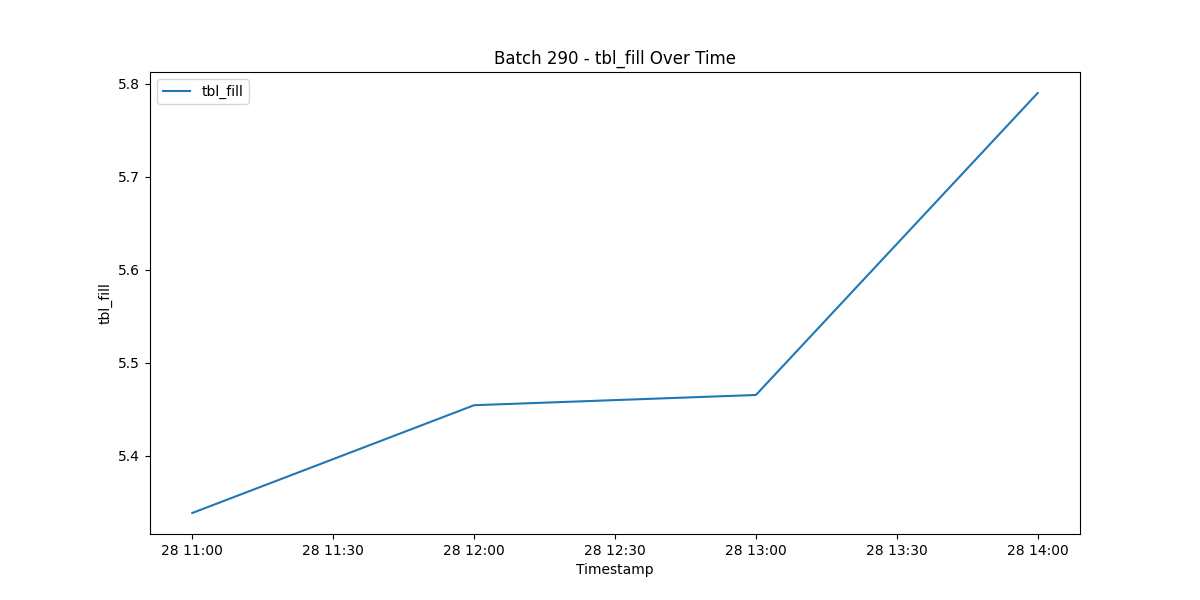 Batch 290 - tbl_fill Over Time
tbl_fill
5.8
5.7
5.6
5.5
5.4
tbl_fill
28 11:00 28 11:30 28 12:00 28 12:30 28 13:00 28 13:30 28 14:00
Timestamp